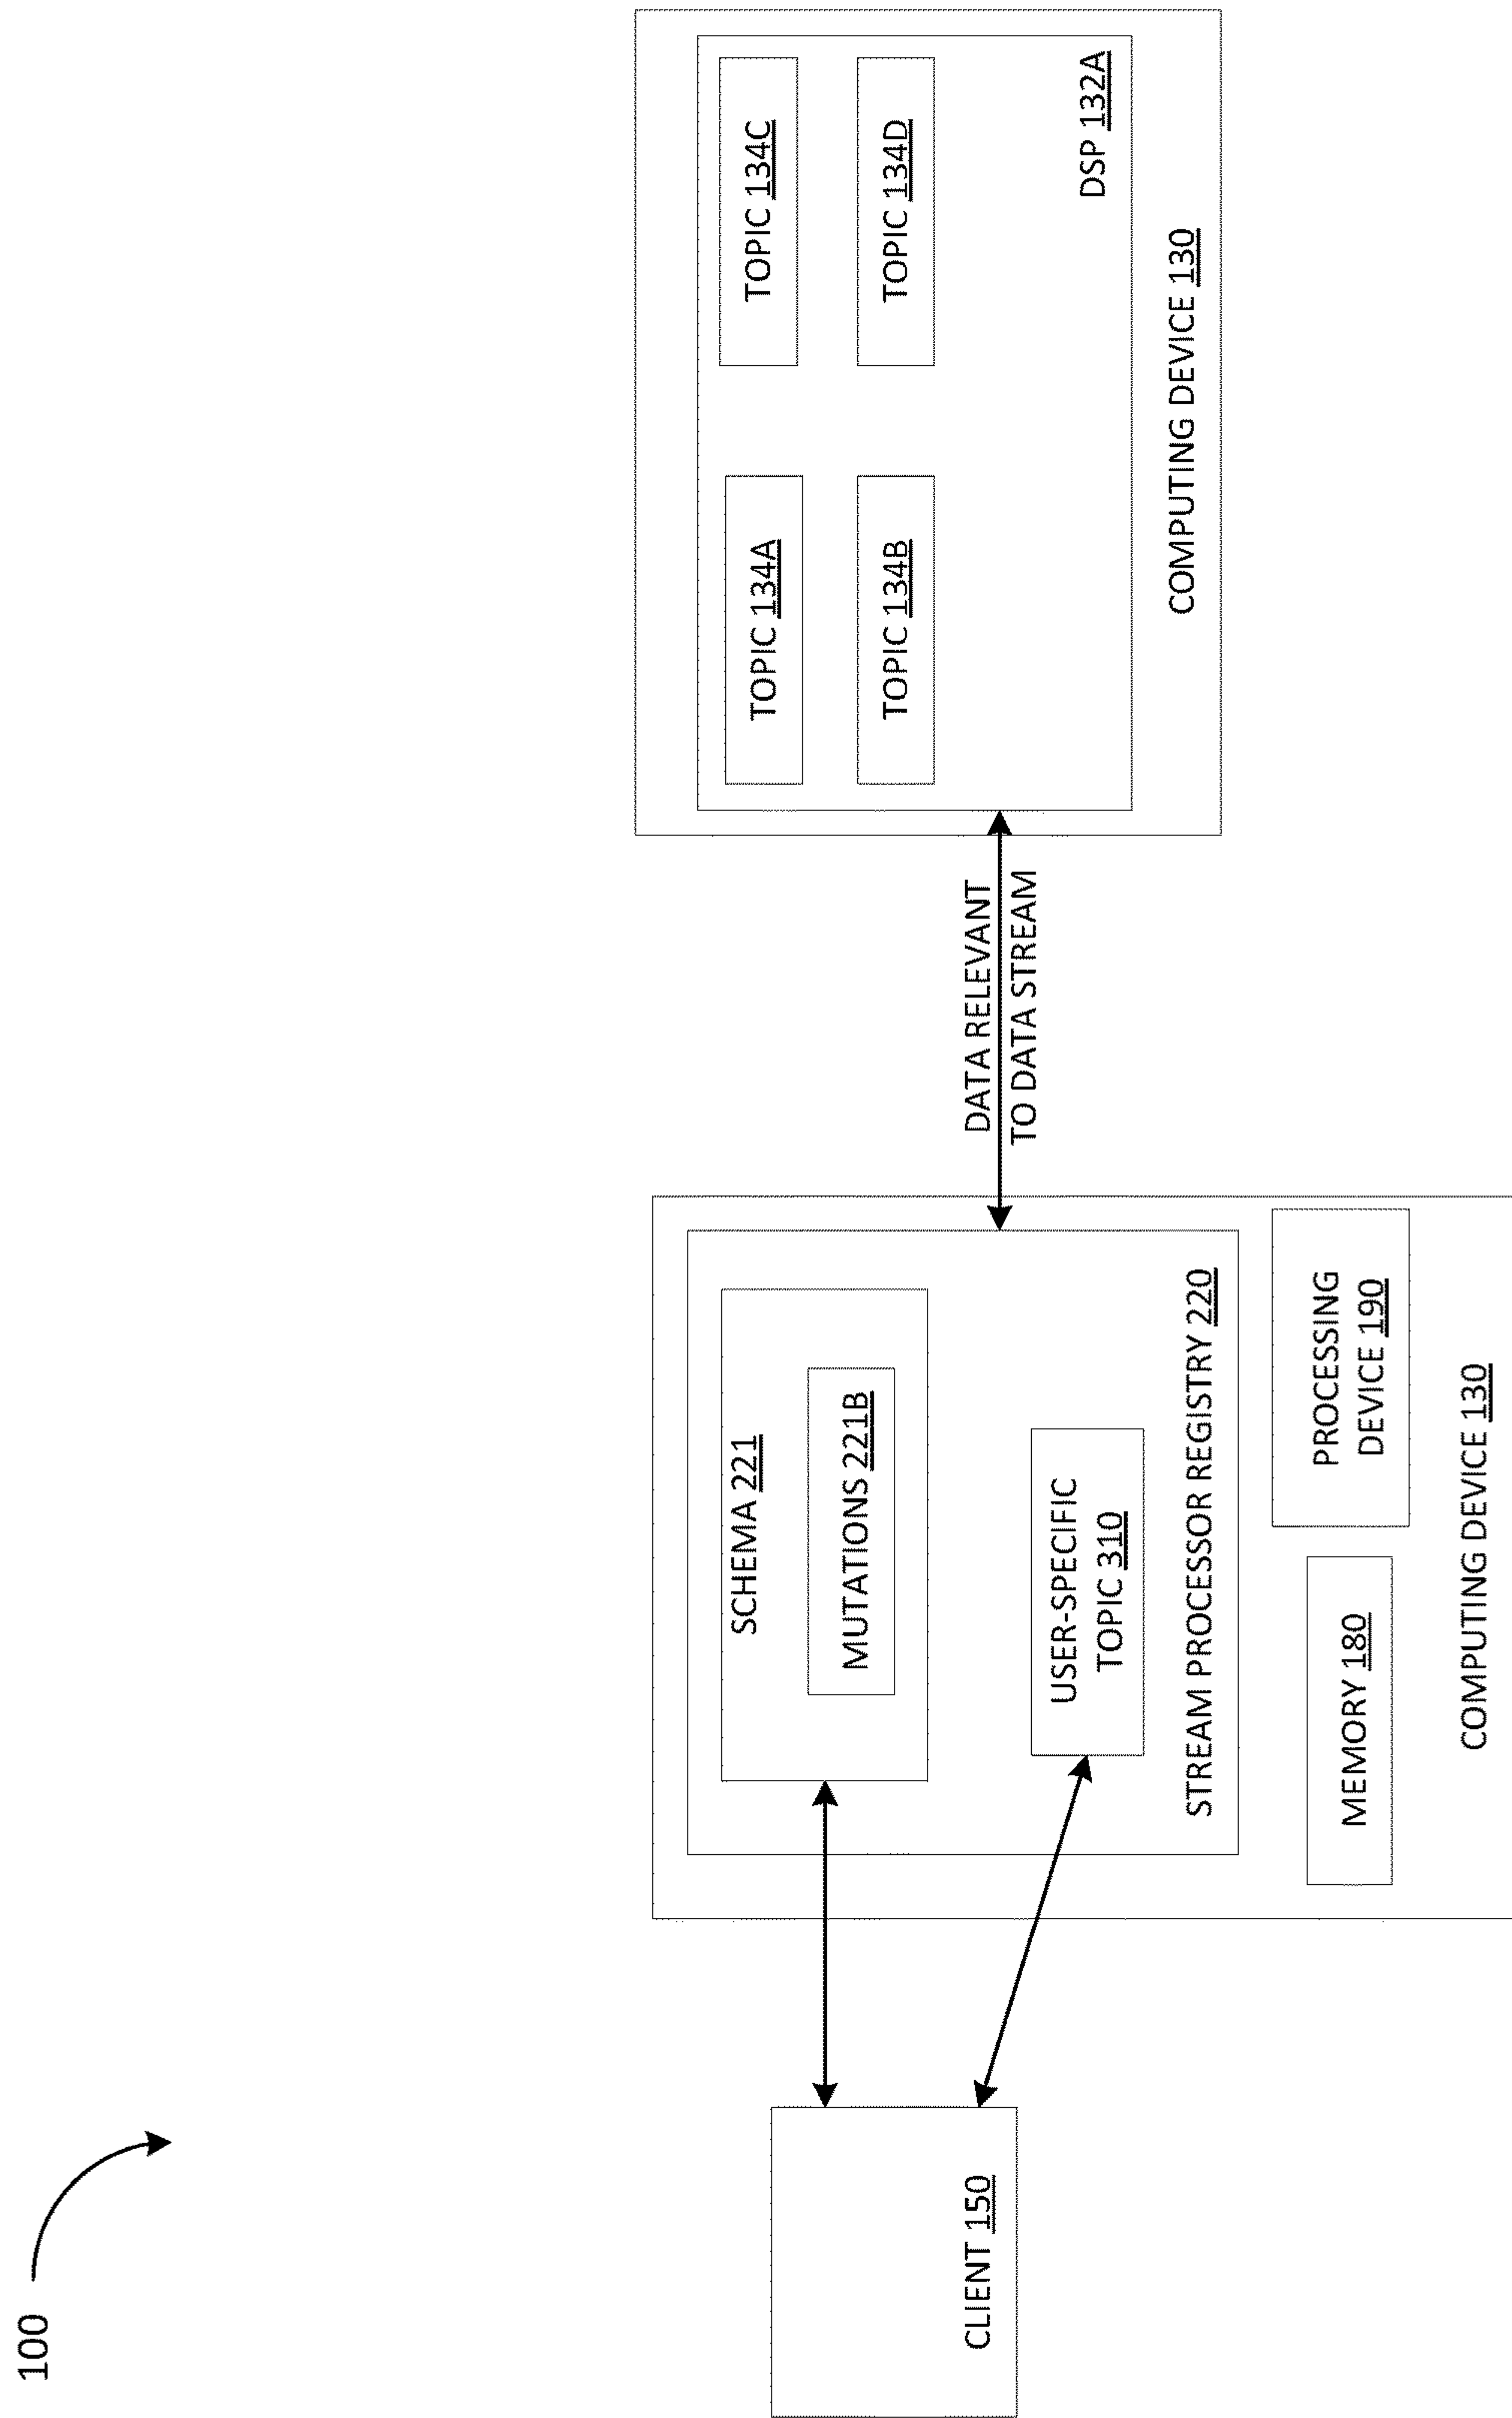 100
CLIENT 150
SCHEMA 221
MUTATIONS 221B
USER-SPECIFIC
TOPIC 310
STREAM PROCESSOR REGISTRY 220
MEMORY 180
PROCESSING
DEVICE 190
COMPUTING DEVICE 130
DATA RELEVANT
TO DATA STREAM
TOPIC 134A
TOPIC 134C
TOPIC 134B
TOPIC 134D
DSP 132A
COMPUTING DEVICE 130